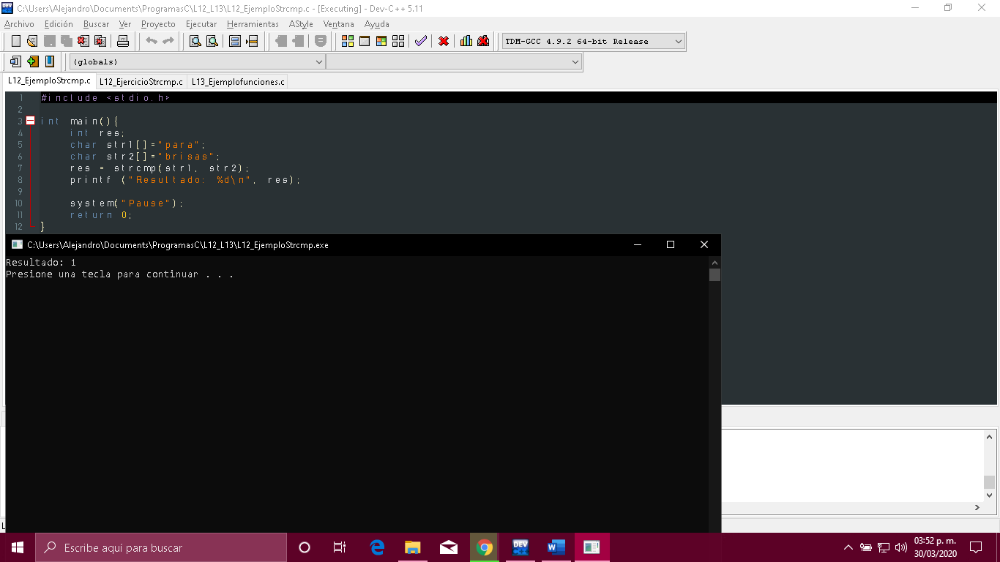 C:\Users\Alejandro\Documents\ProgramasC\L12_L13\L12_EjemploStrcmp.c - [Executing] - Dev-C++ 5.11
Archivo Edición Buscar Ver Proyecto Ejecutar Herramientas AStyle Ventana Ayuda
TDM-GCC 4.9.2 64-bit Release
(globals)
L12_EjemploStrcmp.c L12_EjercicioStrcmp.c L13_Ejemplofunciones.c
1 #include <stdio.h>
2
3 int main(){
4 int res;
5 char str1[]="para";
6 char str2[]="brisas";
7 res = strcmp(str1, str2);
8 printf ("Resultado: %d\n", res);
9
10 system("Pause");
11 return 0;
12 }
C:\Users\Alejandro\Documents\ProgramasC\L12_L13\L12_EjemploStrcmp.exe
Resultado: 1
Presione una tecla para continuar . . .
Escribe aquí para buscar
DEV
03:52 p. m.
30/03/2020